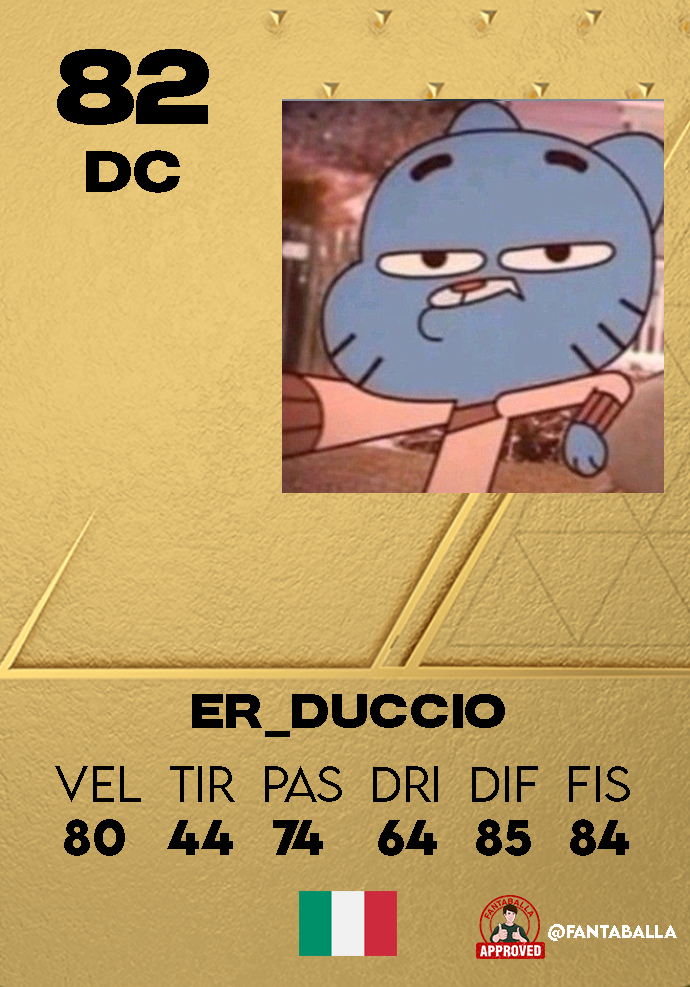 82
DC
ER_DUCCIO
VEL TIR PAS DRI DIF FIS
80 44 74 64 85 84
FANTABALLA
APPROVED
@FANTABALLA